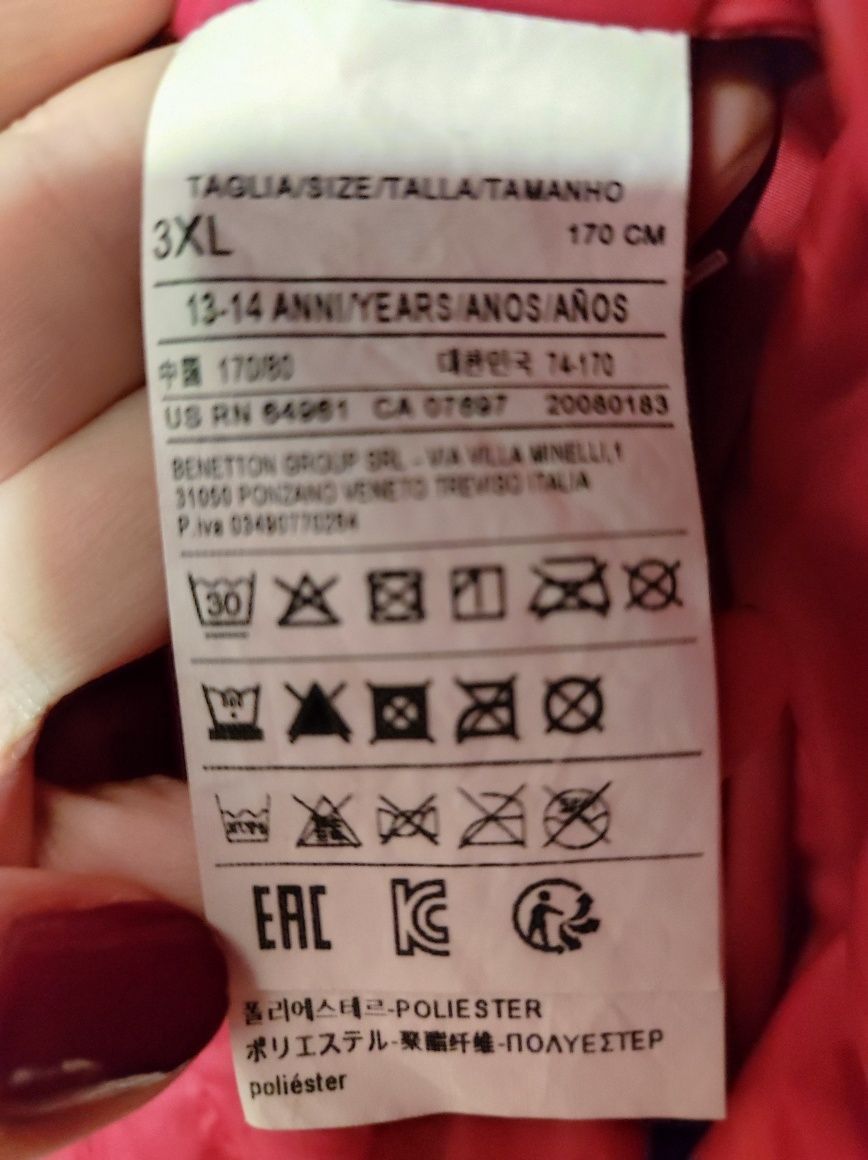 TAGLIA/SIZE/TALLA/TAMANHO
3XL 170 CM
13-14 ANNI/YEARS/ANOS/AÑOS
中國 170/80 대한민국 74-170
US RN 64961 CA 07697 20080183
BENETTON GROUP SRL - VIA VILLA MINELLI,1
31050 PONZANO VENETO TREVISO ITALIA
P.iva 03490770264
30
EAC
폴리에스테르-POLIESTER
ポリエステル-聚酯纤维-ΠΟΛΥΕΣΤΕΡ
poliéster